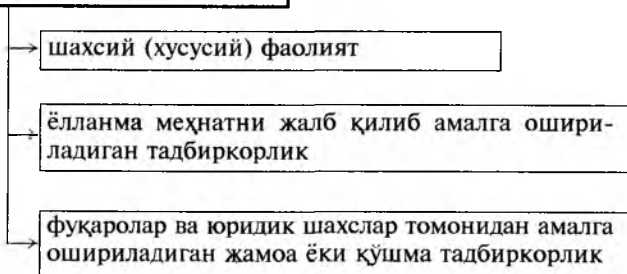 шахсий (хусусий) фаолият
ёлланма меҳнатни жалб қилиб амалга ошири-
ладиган тадбиркорлик
фуқаролар ва юридик шахслар томонидан амалга
ошириладиган жамоа ёки қўшма тадбиркорлик